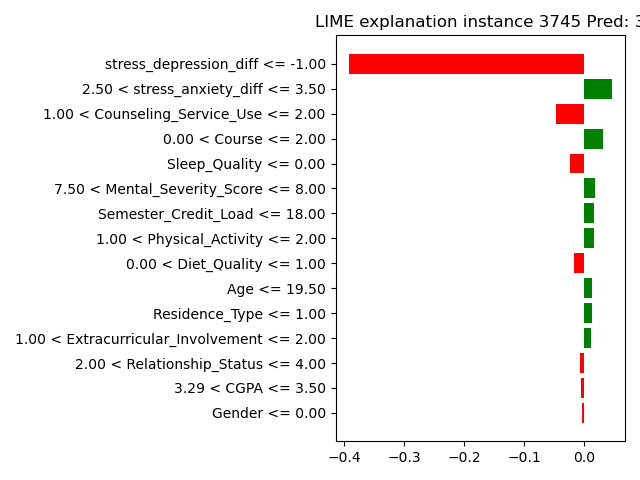 LIME explanation instance 3745 Pred: 3
stress_depression_diff <= -1.00
2.50 < stress_anxiety_diff <= 3.50
1.00 < Counseling_Service_Use <= 2.00
0.00 < Course <= 2.00
Sleep_Quality <= 0.00
7.50 < Mental_Severity_Score <= 8.00
Semester_Credit_Load <= 18.00
1.00 < Physical_Activity <= 2.00
0.00 < Diet_Quality <= 1.00
Age <= 19.50
Residence_Type <= 1.00
1.00 < Extracurricular_Involvement <= 2.00
2.00 < Relationship_Status <= 4.00
3.29 < CGPA <= 3.50
Gender <= 0.00
−0.4 −0.3 −0.2 −0.1 0.0